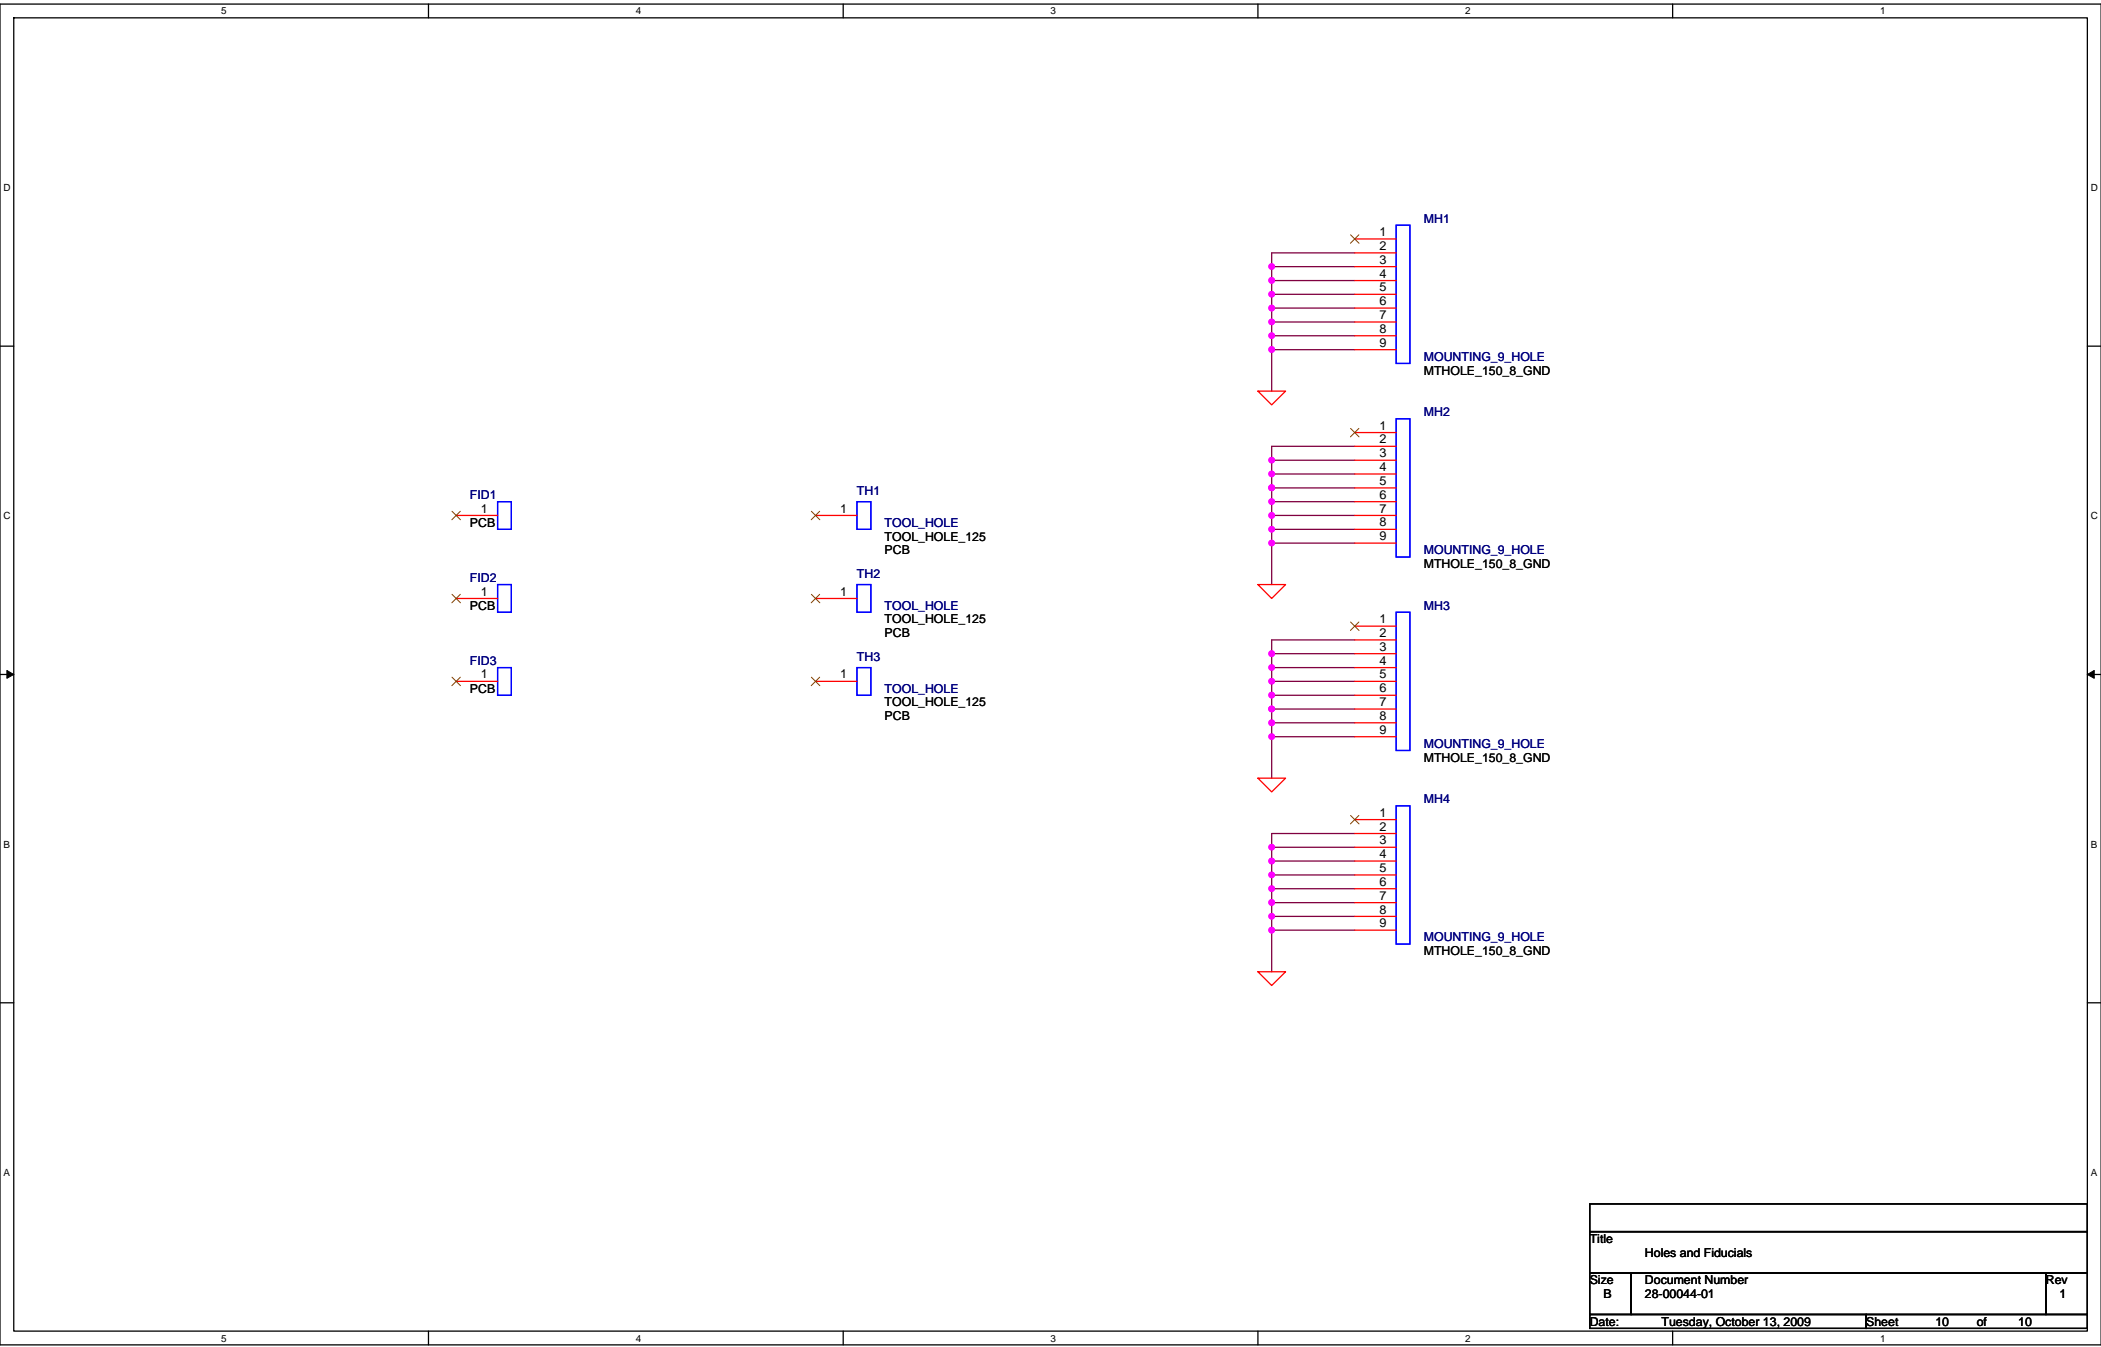 5 4 3 2 1
D D
MH1
1
2
3
4
5
6
7
8
9
MOUNTING_9_HOLE
MTHOLE_150_8_GND
MH2
1
2
3
4
5
6
7
8
9
MOUNTING_9_HOLE
MTHOLE_150_8_GND
C C
FID1
1
PCB
TH1
1
TOOL_HOLE
TOOL_HOLE_125
PCB
FID2
1
PCB
TH2
1
TOOL_HOLE
TOOL_HOLE_125
PCB
FID3
1
PCB
TH3
1
TOOL_HOLE
TOOL_HOLE_125
PCB
MH3
1
2
3
4
5
6
7
8
9
MOUNTING_9_HOLE
MTHOLE_150_8_GND
B B
MH4
1
2
3
4
5
6
7
8
9
MOUNTING_9_HOLE
MTHOLE_150_8_GND
A A
Title
Holes and Fiducials
Size Document Number Rev
B 28-00044-01 1
Date: Tuesday, October 13, 2009 Sheet 10 of 10
5 4 3 2 1